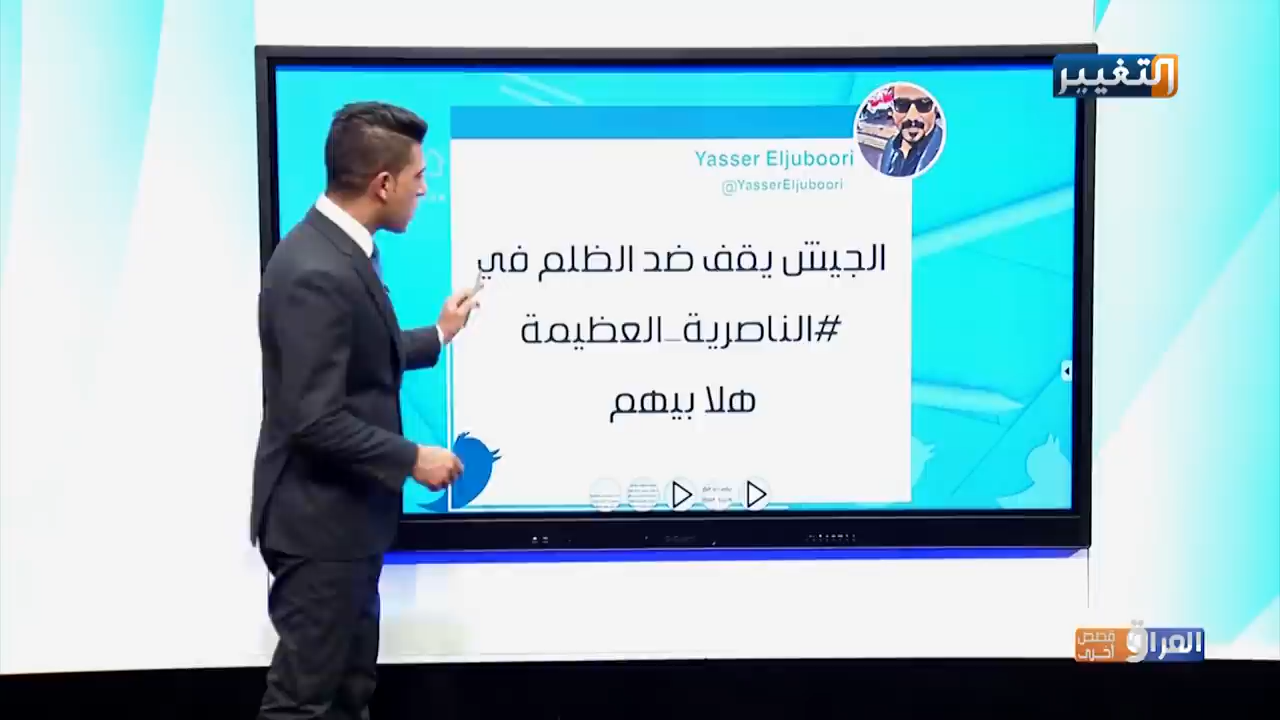 التغيير
Yasser Eljuboori
@YasserEljuboori
الجيش يقف ضد الظلم في
#الناصرية_العظيمة
هلا بيهم
العراق
قصص
أخرى